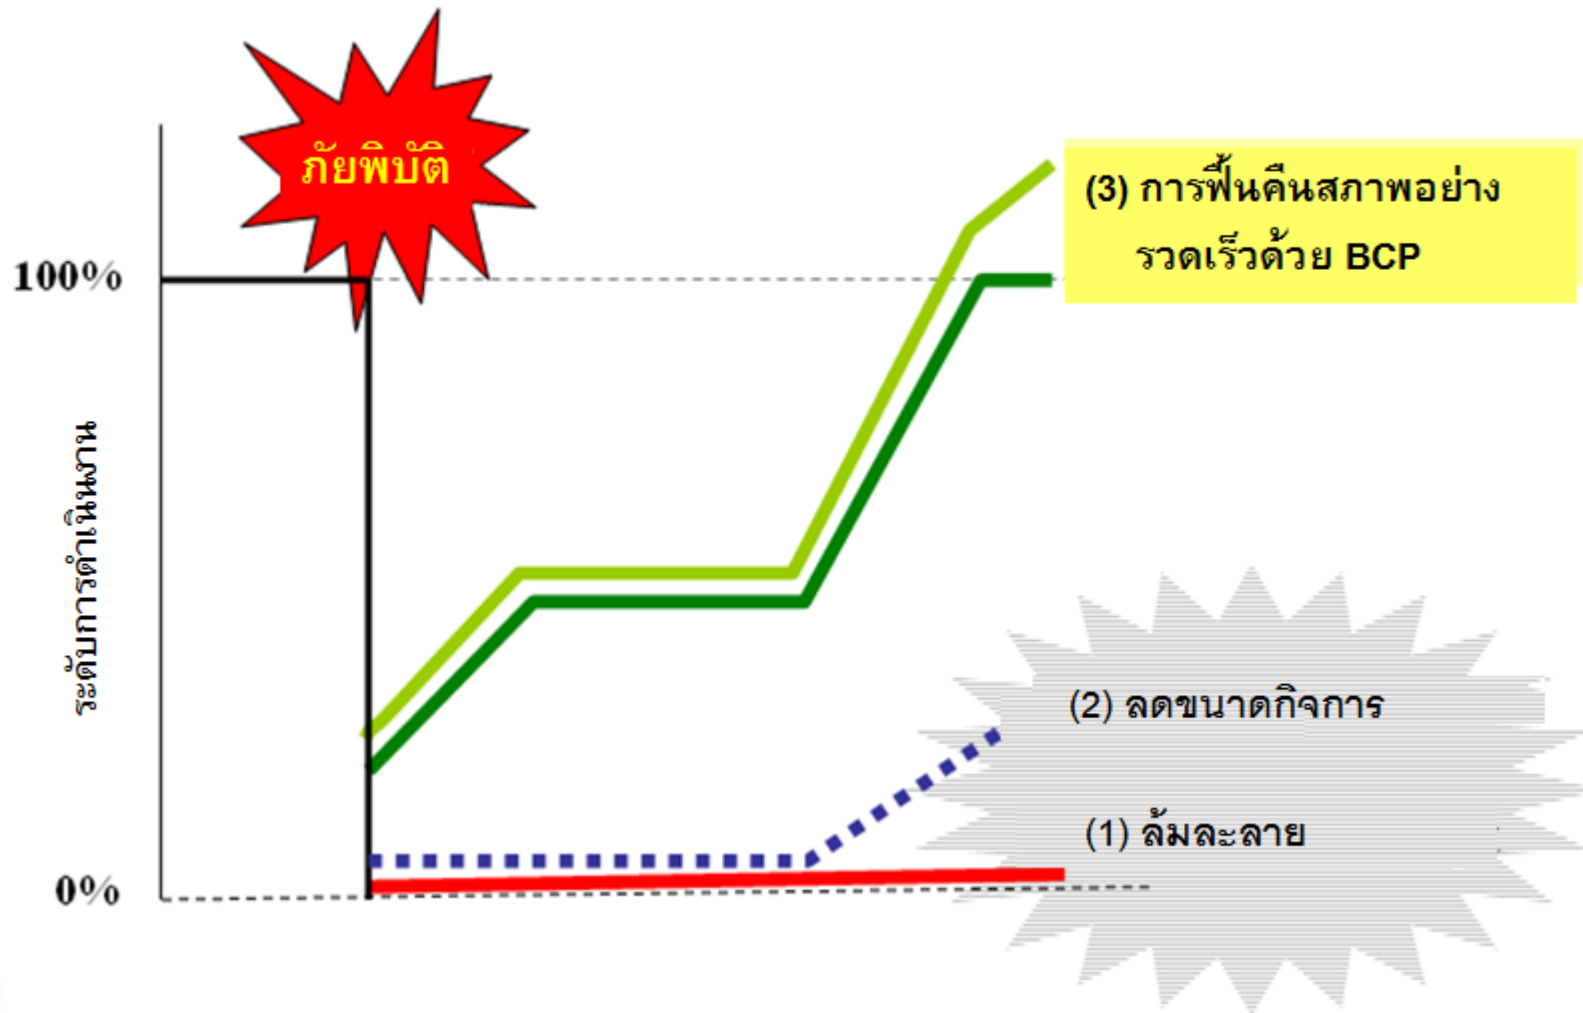 ภัยพิบัติ
(3) การฟื้นคืนสภาพอย่าง
รวดเร็วด้วย BCP
100%
ระดับการดำเนินงาน
(2) ลดขนาดกิจการ
(1) ล้มละลาย
0%